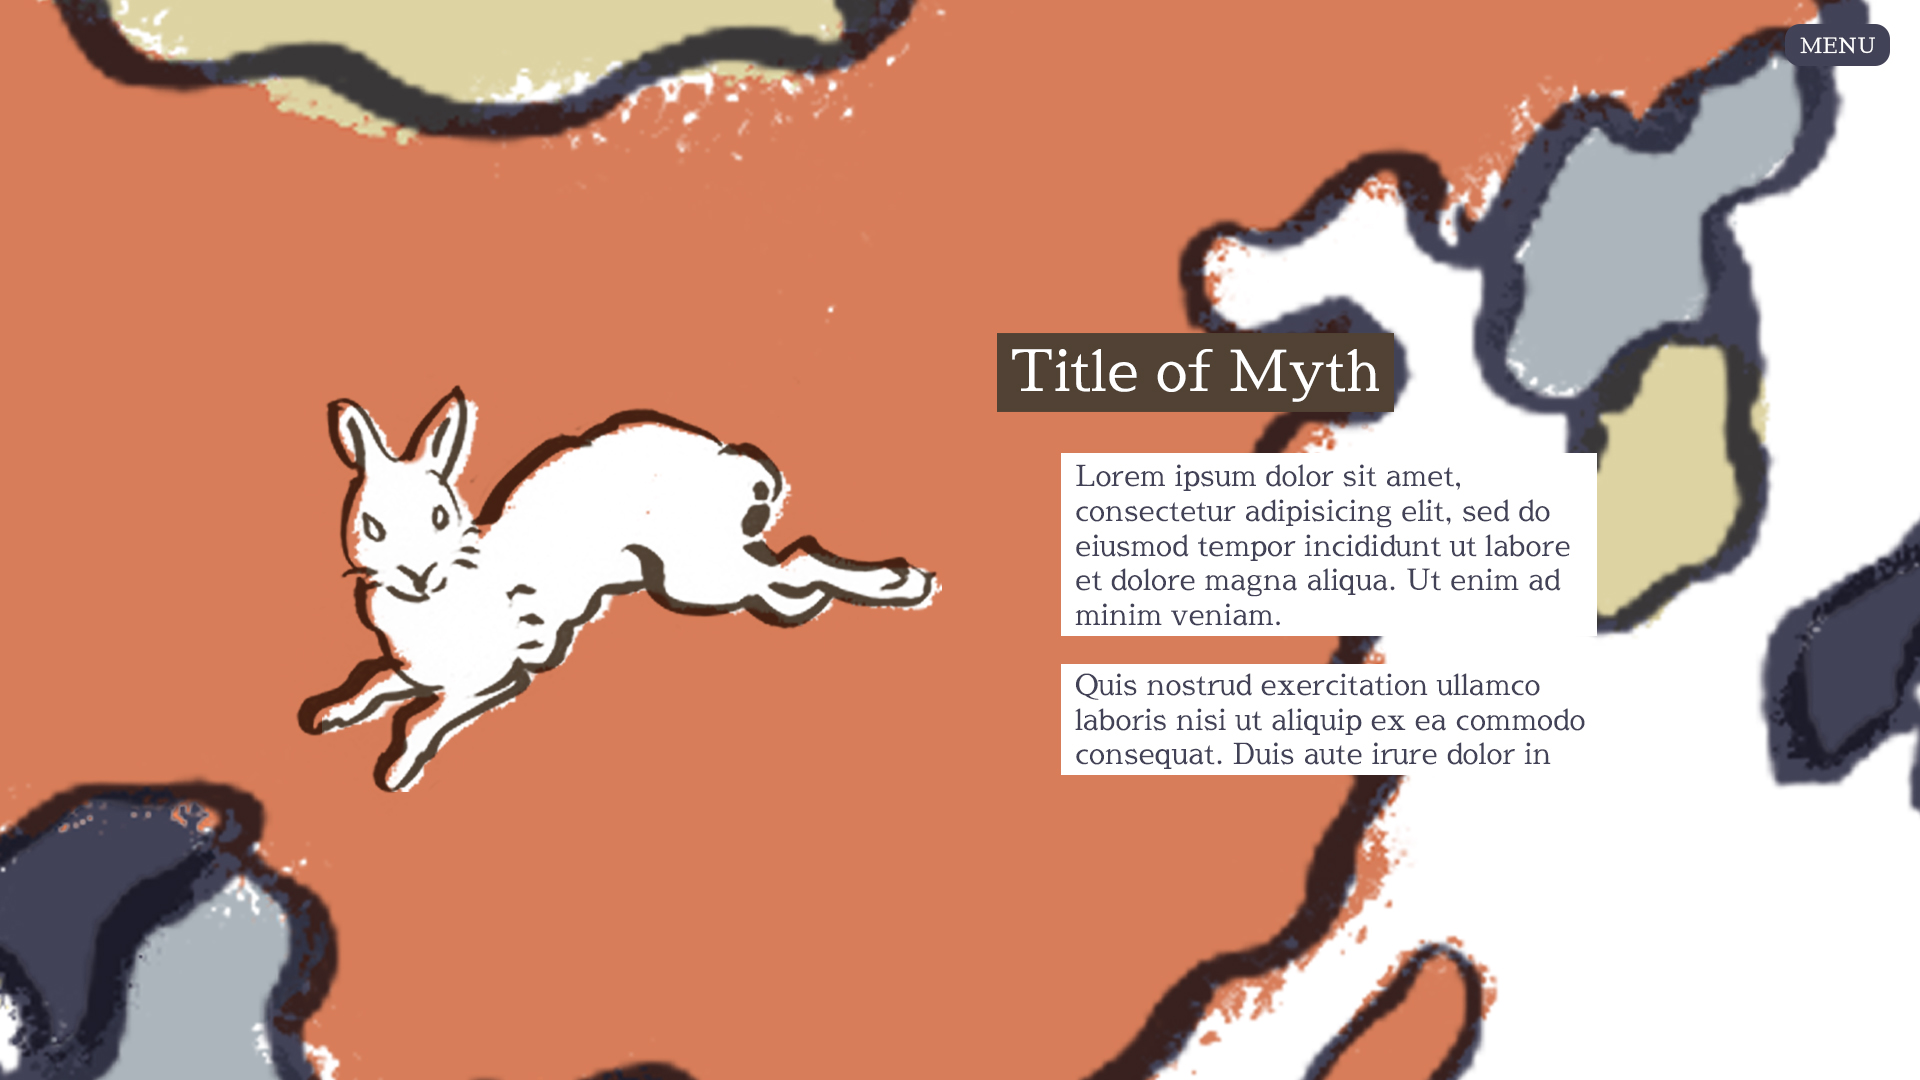 MENU
Title of Myth
Lorem ipsum dolor sit amet,
consectetur adipisicing elit, sed do
eiusmod tempor incididunt ut labore
et dolore magna aliqua. Ut enim ad
minim veniam.
Quis nostrud exercitation ullamco
laboris nisi ut aliquip ex ea commodo
consequat. Duis aute irure dolor in